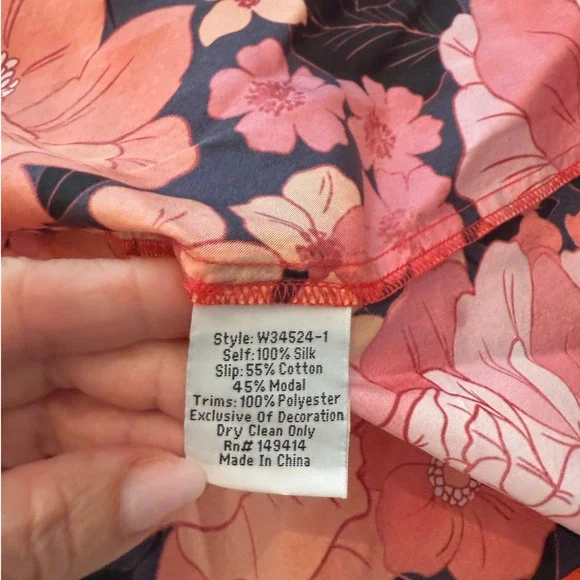 Style: W34524-1
Self:100% Silk
Slip: 55% Cotton
45% Modal
Trims: 100% Polyester
Exclusive Of Decoration
Dry Clean Only
Rn# 149414
Made In China